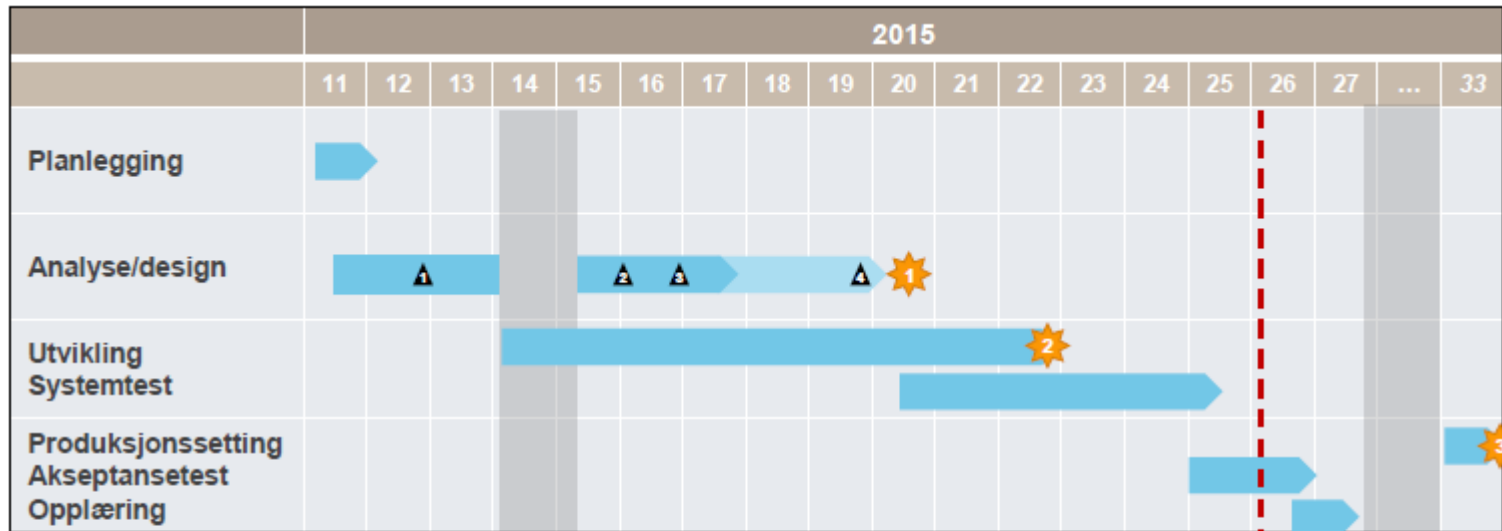 2015
11 12 13 14 15 16 17 18 19 20 21 22 23 24 25 26 27 ... 33
Planlegging
Analyse/design
1 2 3 4 1
Utvikling
2
Systemtest
Produksjonssetting
3
Akseptansetest
Opplæring